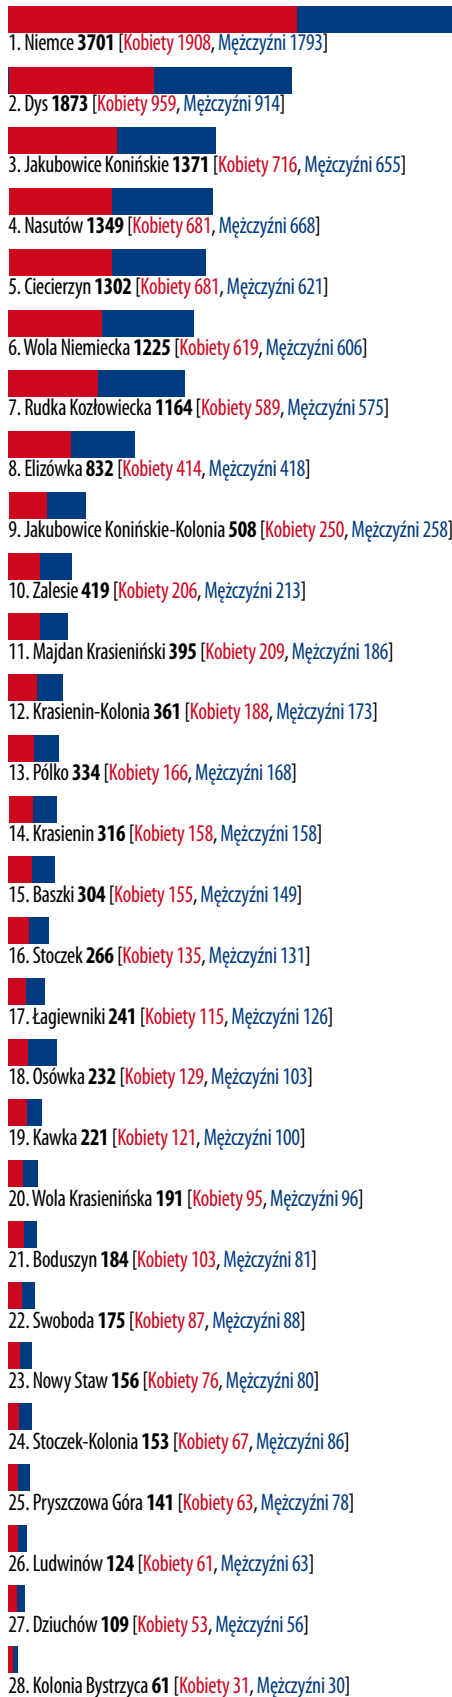 1. Niemce 3701 [Kobiety 1908, Mężczyźni 1793]
2. Dys 1873 [Kobiety 959, Mężczyźni 914]
3. Jakubowice Konińskie 1371 [Kobiety 716, Mężczyźni 655]
4. Nasutów 1349 [Kobiety 681, Mężczyźni 668]
5. Ciecierzyn 1302 [Kobiety 681, Mężczyźni 621]
6. Wola Niemiecka 1225 [Kobiety 619, Mężczyźni 606]
7. Rudka Kozłowiecka 1164 [Kobiety 589, Mężczyźni 575]
8. Elizówka 832 [Kobiety 414, Mężczyźni 418]
9. Jakubowice Konińskie-Kolonia 508 [Kobiety 250, Mężczyźni 258]
10. Zalesie 419 [Kobiety 206, Mężczyźni 213]
11. Majdan Krasieniński 395 [Kobiety 209, Mężczyźni 186]
12. Krasienin-Kolonia 361 [Kobiety 188, Mężczyźni 173]
13. Pólko 334 [Kobiety 166, Mężczyźni 168]
14. Krasienin 316 [Kobiety 158, Mężczyźni 158]
15. Baszki 304 [Kobiety 155, Mężczyźni 149]
16. Stoczek 266 [Kobiety 135, Mężczyźni 131]
17. Łagiewniki 241 [Kobiety 115, Mężczyźni 126]
18. Osówka 232 [Kobiety 129, Mężczyźni 103]
19. Kawka 221 [Kobiety 121, Mężczyźni 100]
20. Wola Krasienińska 191 [Kobiety 95, Mężczyźni 96]
21. Boduszyn 184 [Kobiety 103, Mężczyźni 81]
22. Swoboda 175 [Kobiety 87, Mężczyźni 88]
23. Nowy Staw 156 [Kobiety 76, Mężczyźni 80]
24. Stoczek-Kolonia 153 [Kobiety 67, Mężczyźni 86]
25. Pryszczowa Góra 141 [Kobiety 63, Mężczyźni 78]
26. Ludwinów 124 [Kobiety 61, Mężczyźni 63]
27. Dziuchów 109 [Kobiety 53, Mężczyźni 56]
28. Kolonia Bystrzyca 61 [Kobiety 31, Mężczyźni 30]